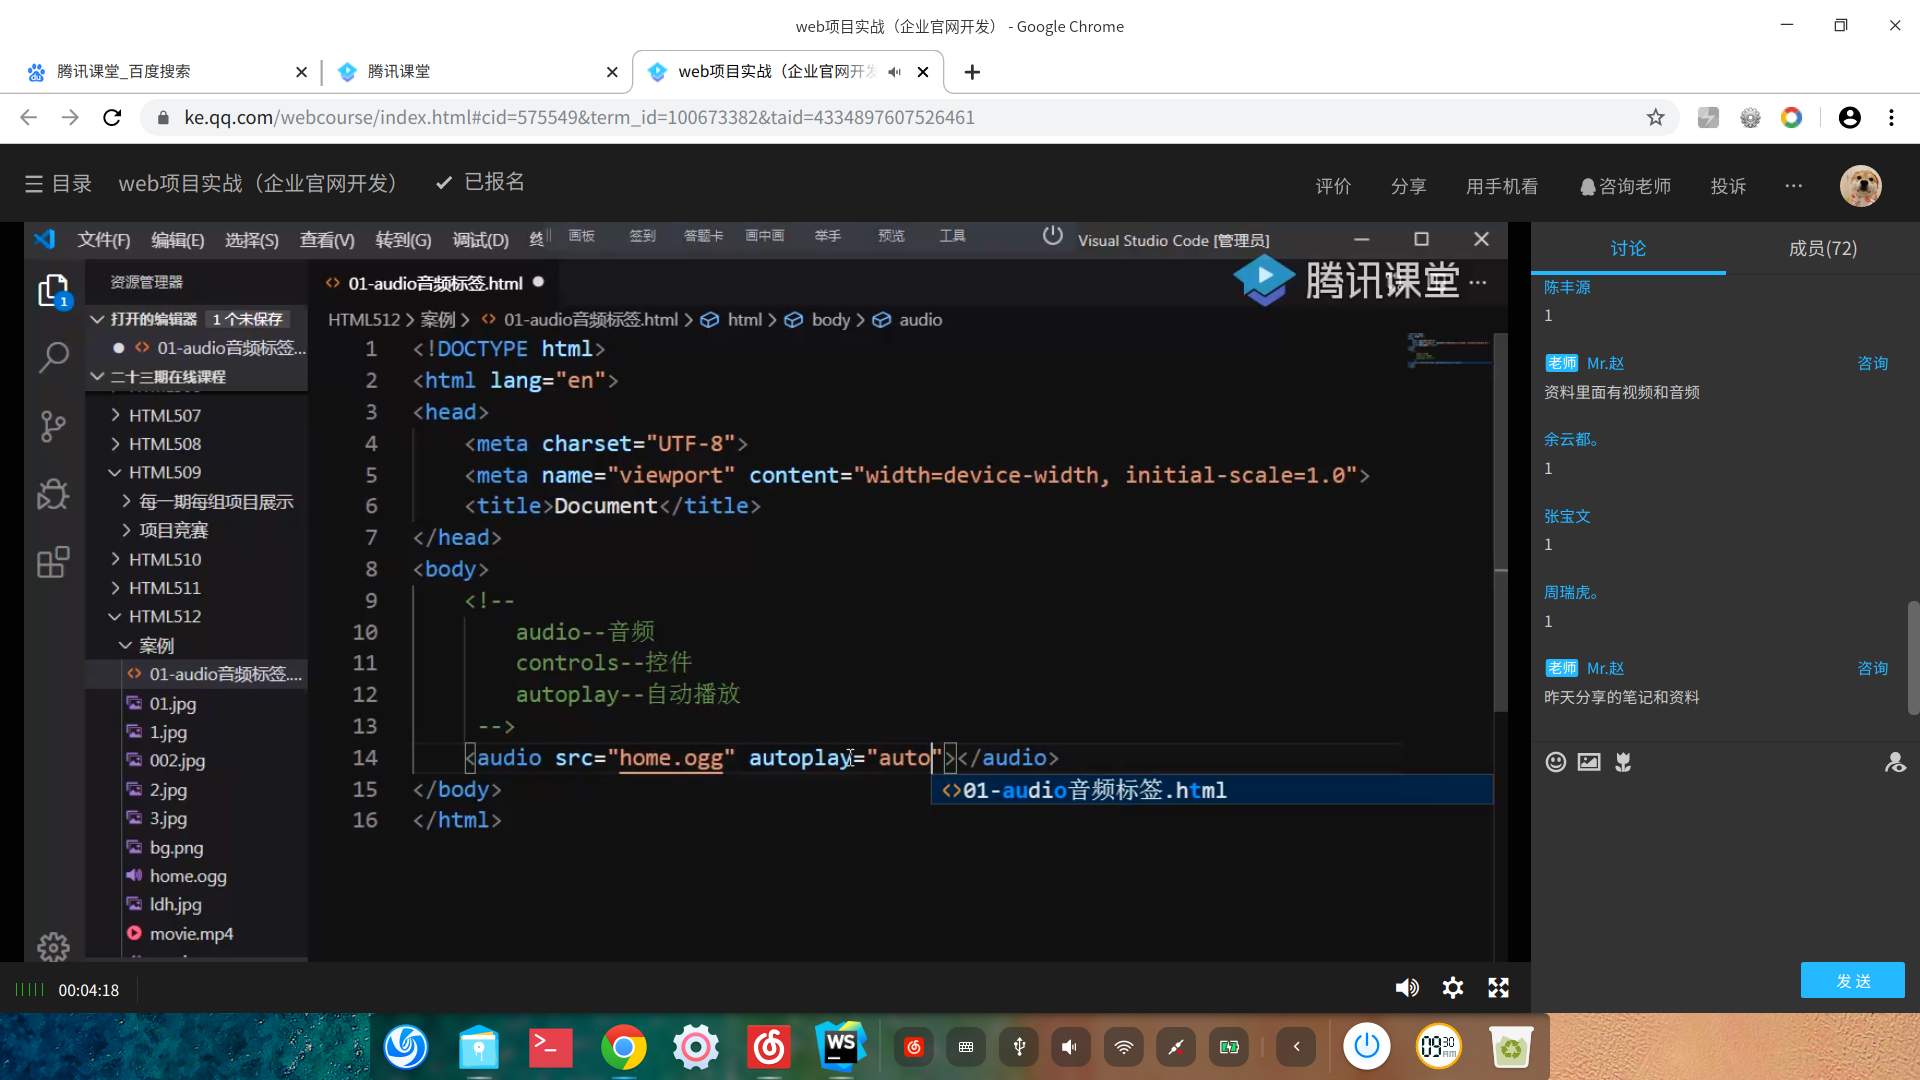 web项目实战（企业官网开发） - Google Chrome
腾讯课堂_百度搜索
腾讯课堂
web项目实战（企业官网开发
ke.qq.com/webcourse/index.html#cid=575549&term_id=100673382&taid=4334897607526461
目录
web项目实战（企业官网开发）
已报名
评价
分享
用手机看
咨询老师
投诉
文件(F) 编辑(E) 选择(S) 查看(V) 转到(G) 调试(D)
画板 签到 答题卡 画中画 举手 预览 工具
Visual Studio Code [管理员]
资源管理器
01-audio音频标签.html
腾讯课堂
打开的编辑器 1 个未保存
01-audio音频标签...
二十三期在线课程
HTML507
HTML508
HTML509
每一期每组项目展示
项目竞赛
HTML510
HTML511
HTML512
案例
01-audio音频标签....
01.jpg
1.jpg
002.jpg
2.jpg
3.jpg
bg.png
home.ogg
ldh.jpg
movie.mp4
HTML512 > 案例 > 01-audio音频标签.html > html > body > audio
1 <!DOCTYPE html>
2 <html lang="en">
3 <head>
4 <meta charset="UTF-8">
5 <meta name="viewport" content="width=device-width, initial-scale=1.0">
6 <title>Document</title>
7 </head>
8 <body>
9 <!--
10 audio--音频
11 controls--控件
12 autoplay--自动播放
13 -->
14 <audio src="home.ogg" autoplay="auto"></audio>
01-audio音频标签.html
15 </body>
16 </html>
讨论
成员(72)
陈丰源
1
老师 Mr.赵 咨询
资料里面有视频和音频
余云都。
1
张宝文
1
周瑞虎。
1
老师 Mr.赵 咨询
昨天分享的笔记和资料
发 送
00:04:18
WS
09 30
AM